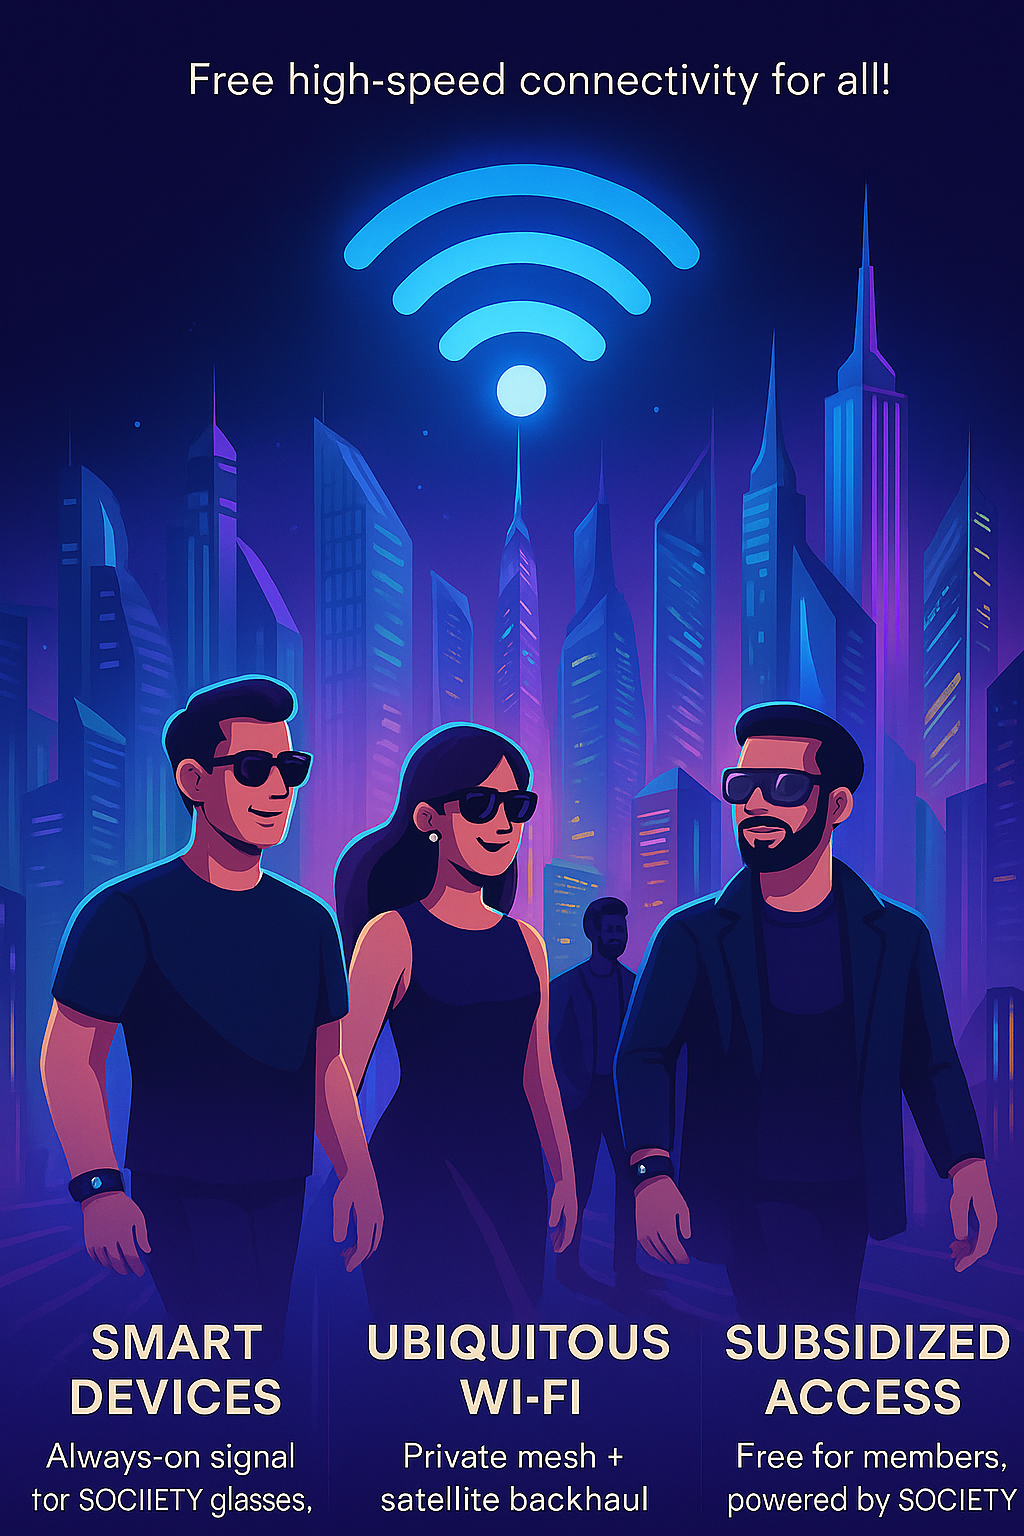 Free high-speed connectivity for all!
SMART
DEVICES
Always-on signal
for SOCIIETY glasses,
UBIQUITOUS
WI-FI
Private mesh +
satellite backhaul
SUBSIDIZED
ACCESS
Free for members,
powered by SOCIETY